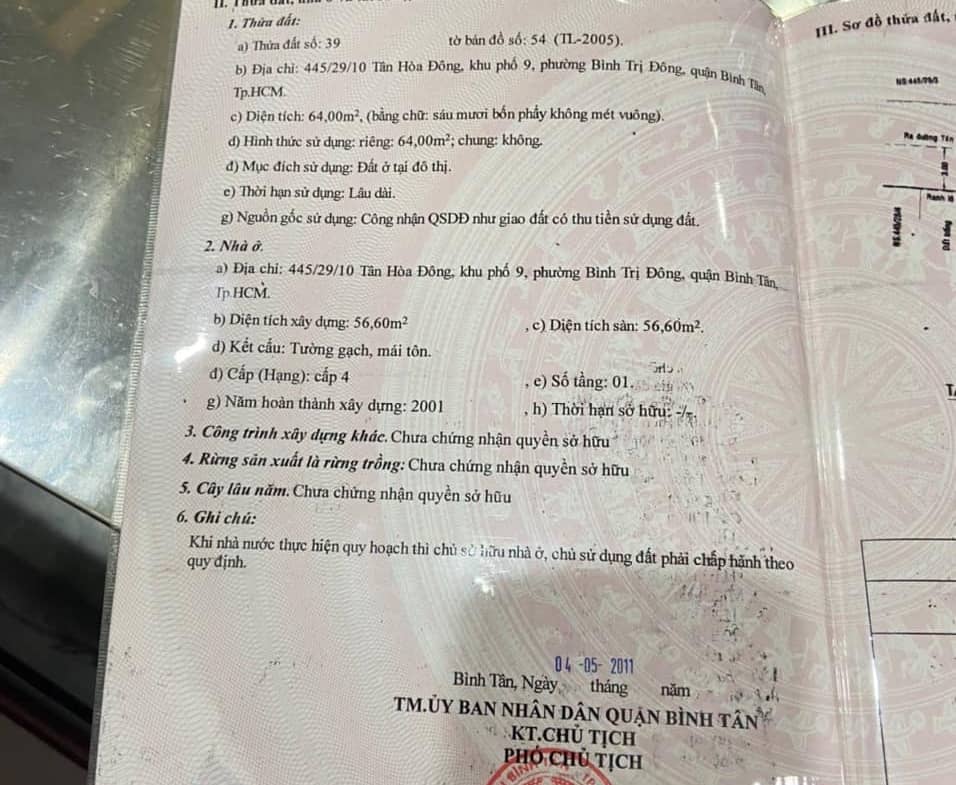 II. Thửa đất,
1. Thửa đất:
a) Thửa đất số: 39 tờ bản đồ số: 54 (TL-2005).
b) Địa chỉ: 445/29/10 Tân Hòa Đông, khu phố 9, phường Bình Trị Đông, quận Bình Tân,
Tp.HCM.
c) Diện tích: 64,00m², (bằng chữ: sáu mươi bốn phẩy không mét vuông).
d) Hình thức sử dụng: riêng: 64,00m²; chung: không.
đ) Mục đích sử dụng: Đất ở tại đô thị.
e) Thời hạn sử dụng: Lâu dài.
g) Nguồn gốc sử dụng: Công nhận QSDĐ như giao đất có thu tiền sử dụng đất.
2. Nhà ở.
a) Địa chỉ: 445/29/10 Tân Hòa Đông, khu phố 9, phường Bình Trị Đông, quận Bình Tân,
Tp.HCM.
b) Diện tích xây dựng: 56,60m² , c) Diện tích sàn: 56,60m².
d) Kết cấu: Tường gạch, mái tôn.
đ) Cấp (Hạng): cấp 4 , e) Số tầng: 01.
g) Năm hoàn thành xây dựng: 2001 , h) Thời hạn sở hữu: -/-.
3. Công trình xây dựng khác. Chưa chứng nhận quyền sở hữu
4. Rừng sản xuất là rừng trồng: Chưa chứng nhận quyền sở hữu
5. Cây lâu năm. Chưa chứng nhận quyền sở hữu
6. Ghi chú:
Khi nhà nước thực hiện quy hoạch thì chủ sở hữu nhà ở, chủ sử dụng đất phải chấp hành theo
quy định.
04 -05- 2011
Bình Tân, Ngày tháng năm
TM.ỦY BAN NHÂN DÂN QUẬN BÌNH TÂN
KT.CHỦ TỊCH
PHÓ CHỦ TỊCH
III. Sơ đồ thửa đất,
Ra đường Tân